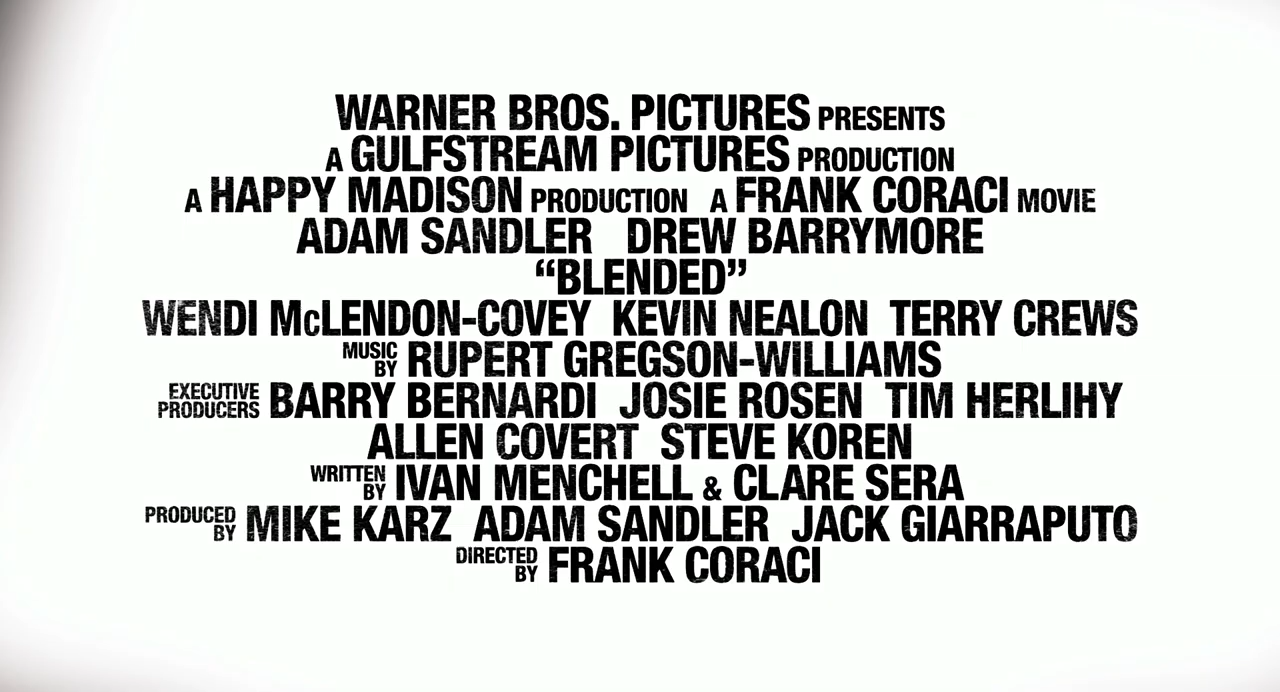 WARNER BROS. PICTURES PRESENTS
A GULFSTREAM PICTURES PRODUCTION
A HAPPY MADISON PRODUCTION A FRANK CORACI MOVIE
ADAM SANDLER DREW BARRYMORE
“BLENDED”
WENDI McLENDON-COVEY KEVIN NEALON TERRY CREWS
MUSIC BY RUPERT GREGSON-WILLIAMS
EXECUTIVE PRODUCERS BARRY BERNARDI JOSIE ROSEN TIM HERLIHY
ALLEN COVERT STEVE KOREN
WRITTEN BY IVAN MENCHELL & CLARE SERA
PRODUCED BY MIKE KARZ ADAM SANDLER JACK GIARRAPUTO
DIRECTED BY FRANK CORACI